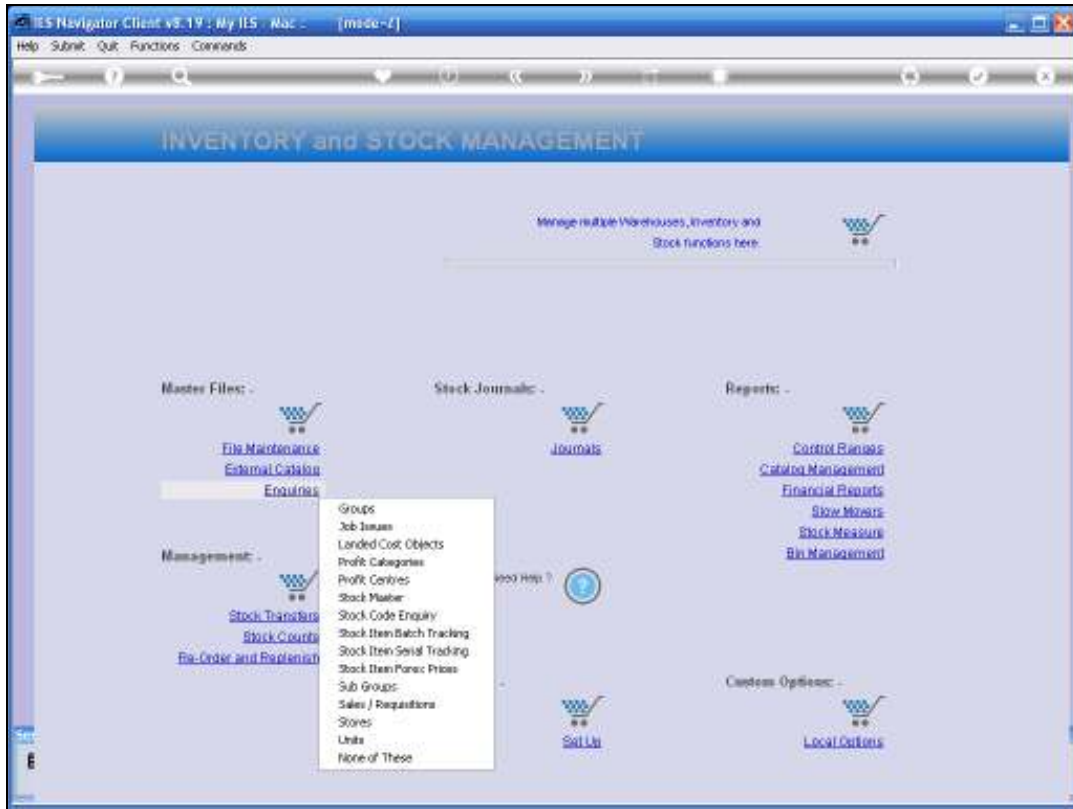 IES Navigator Client v8.19 : My IES - Mac :: [mode-L]
Help Submit Quit Functions Commands
INVENTORY and STOCK MANAGEMENT
Manage multiple Warehouses, Inventory and
Stock functions here.
Master Files: -
File Maintenance
External Catalog
Enquiries
Stock Journals: -
Journals
Reports: -
Control Ranges
Catalog Management
Financial Reports
Slow Movers
Stock Measure
Bin Management
Groups
Job Issues
Landed Cost Objects
Profit Categories
Profit Centres
Stock Master
Stock Code Enquiry
Stock Item Batch Tracking
Stock Item Serial Tracking
Stock Item Forex Prices
Sub Groups
Sales / Requisitions
Stores
Units
None of These
Management: -
Stock Transfers
Stock Counts
Re-Order and Replenish
Need Help ?
Set Up
Custom Options: -
Local Options